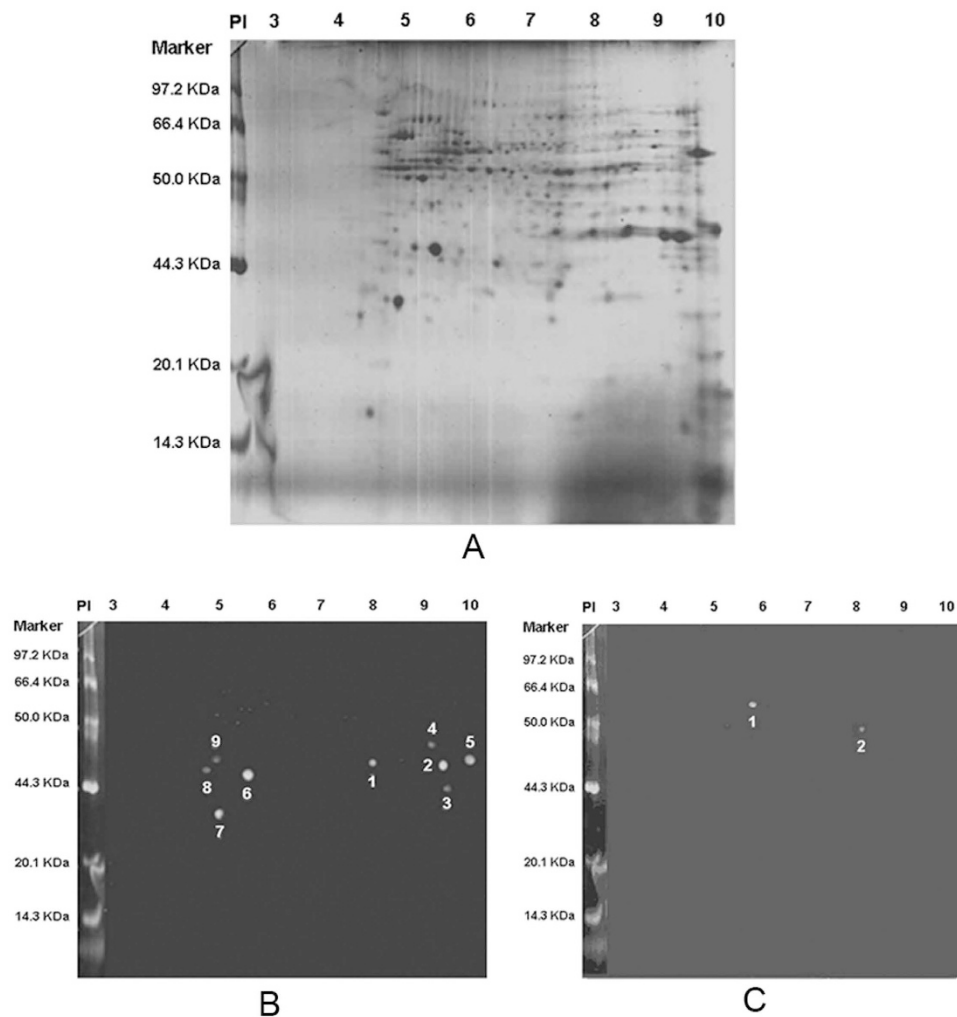 PI 3 4 5 6 7 8 9 10
Marker
97.2 KDa
66.4 KDa
50.0 KDa
44.3 KDa
20.1 KDa
14.3 KDa
A
PI 3 4 5 6 7 8 9 10
Marker
97.2 KDa
66.4 KDa
50.0 KDa
44.3 KDa
20.1 KDa
14.3 KDa
4
9
5
2
1
8
6
3
7
B
PI 3 4 5 6 7 8 9 10
Marker
97.2 KDa
66.4 KDa
50.0 KDa
44.3 KDa
20.1 KDa
14.3 KDa
1
2
C